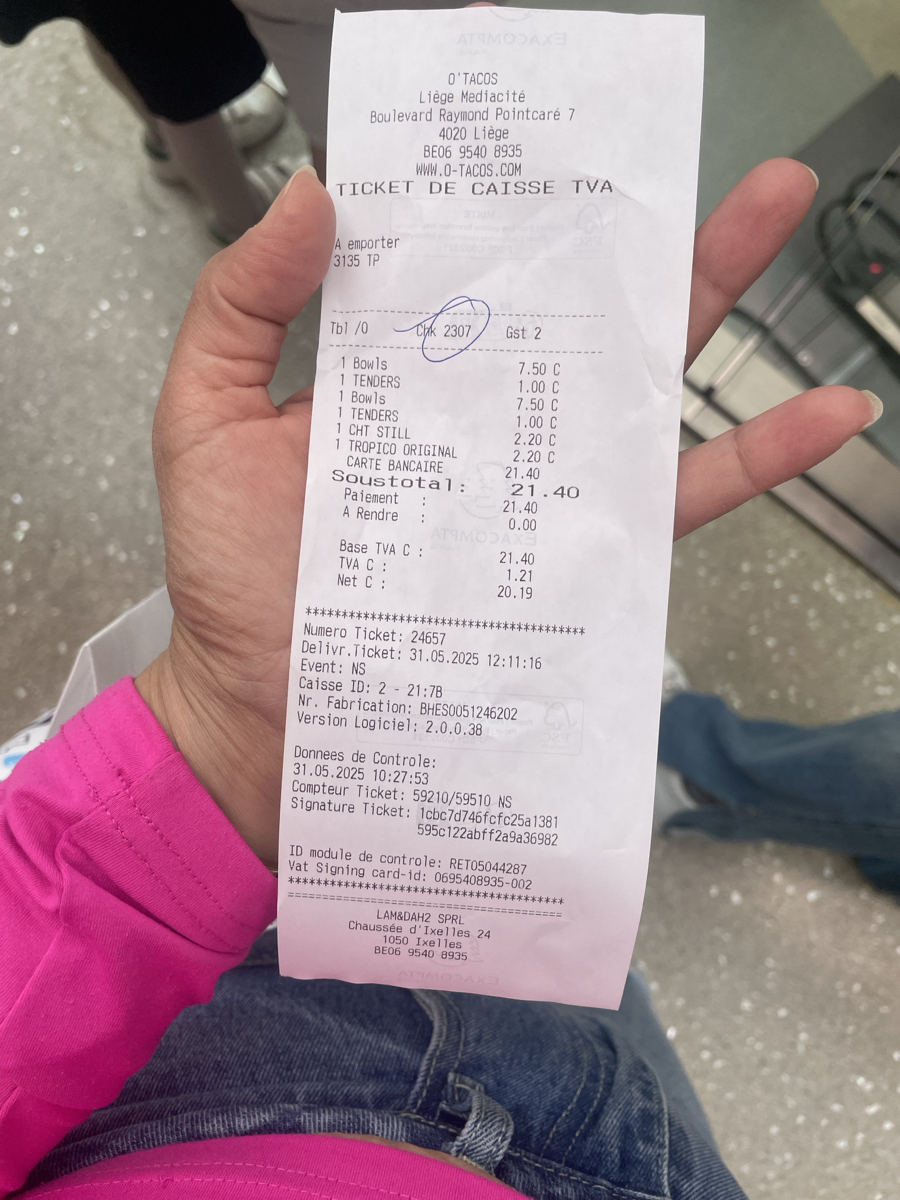 O'TACOS
Liège Mediacité
Boulevard Raymond Pointcaré 7
4020 Liège
BE06 9540 8935
WWW.O-TACOS.COM
TICKET DE CAISSE TVA
A emporter
3135 TP
Tbl /0 Chk 2307 Gst 2
1 Bowls 7.50 C
1 TENDERS 1.00 C
1 Bowls 7.50 C
1 TENDERS 1.00 C
1 CHT STILL 2.20 C
1 TROPICO ORIGINAL 2.20 C
CARTE BANCAIRE 21.40
Soustotal: 21.40
Paiement : 21.40
A Rendre : 0.00
Base TVA C : 21.40
TVA C : 1.21
Net C : 20.19
***************************************
Numero Ticket: 24657
Delivr.Ticket: 31.05.2025 12:11:16
Event: NS
Caisse ID: 2 - 21:7B
Nr. Fabrication: BHES0051246202
Version Logiciel: 2.0.0.38
Donnees de Controle:
31.05.2025 10:27:53
Compteur Ticket: 59210/59510 NS
Signature Ticket: 1cbc7d746fcfc25a1381
595c122abff2a9a36982
ID module de controle: RET05044287
Vat Signing card-id: 0695408935-002
***************************************
=======================================
LAM&DAH2 SPRL
Chaussée d'Ixelles 24
1050 Ixelles
BE06 9540 8935